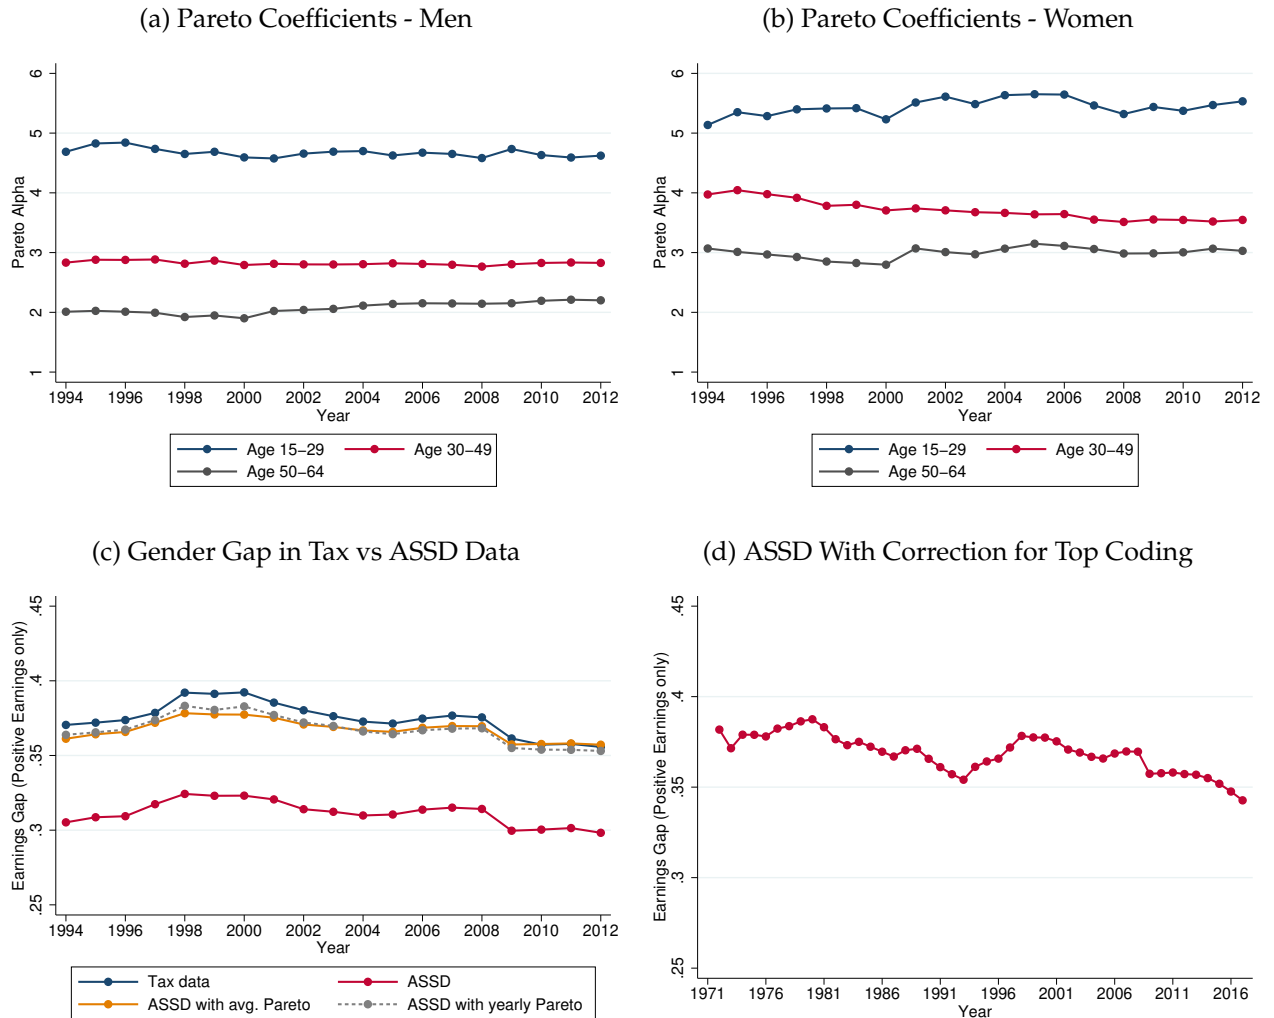 (a) Pareto Coefficients - Men
Pareto Alpha
6
5
4
3
2
1
1994 1996 1998 2000 2002 2004 2006 2008 2010 2012
Year
Age 15−29 Age 30−49
Age 50−64
(b) Pareto Coefficients - Women
Pareto Alpha
6
5
4
3
2
1
1994 1996 1998 2000 2002 2004 2006 2008 2010 2012
Year
Age 15−29 Age 30−49
Age 50−64
(c) Gender Gap in Tax vs ASSD Data
Earnings Gap (Positive Earnings only)
.45
.4
.35
.3
.25
1994 1996 1998 2000 2002 2004 2006 2008 2010 2012
Year
Tax data ASSD
ASSD with avg. Pareto ASSD with yearly Pareto
(d) ASSD With Correction for Top Coding
Earnings Gap (Positive Earnings only)
.45
.4
.35
.3
.25
1971 1976 1981 1986 1991 1996 2001 2006 2011 2016
Year